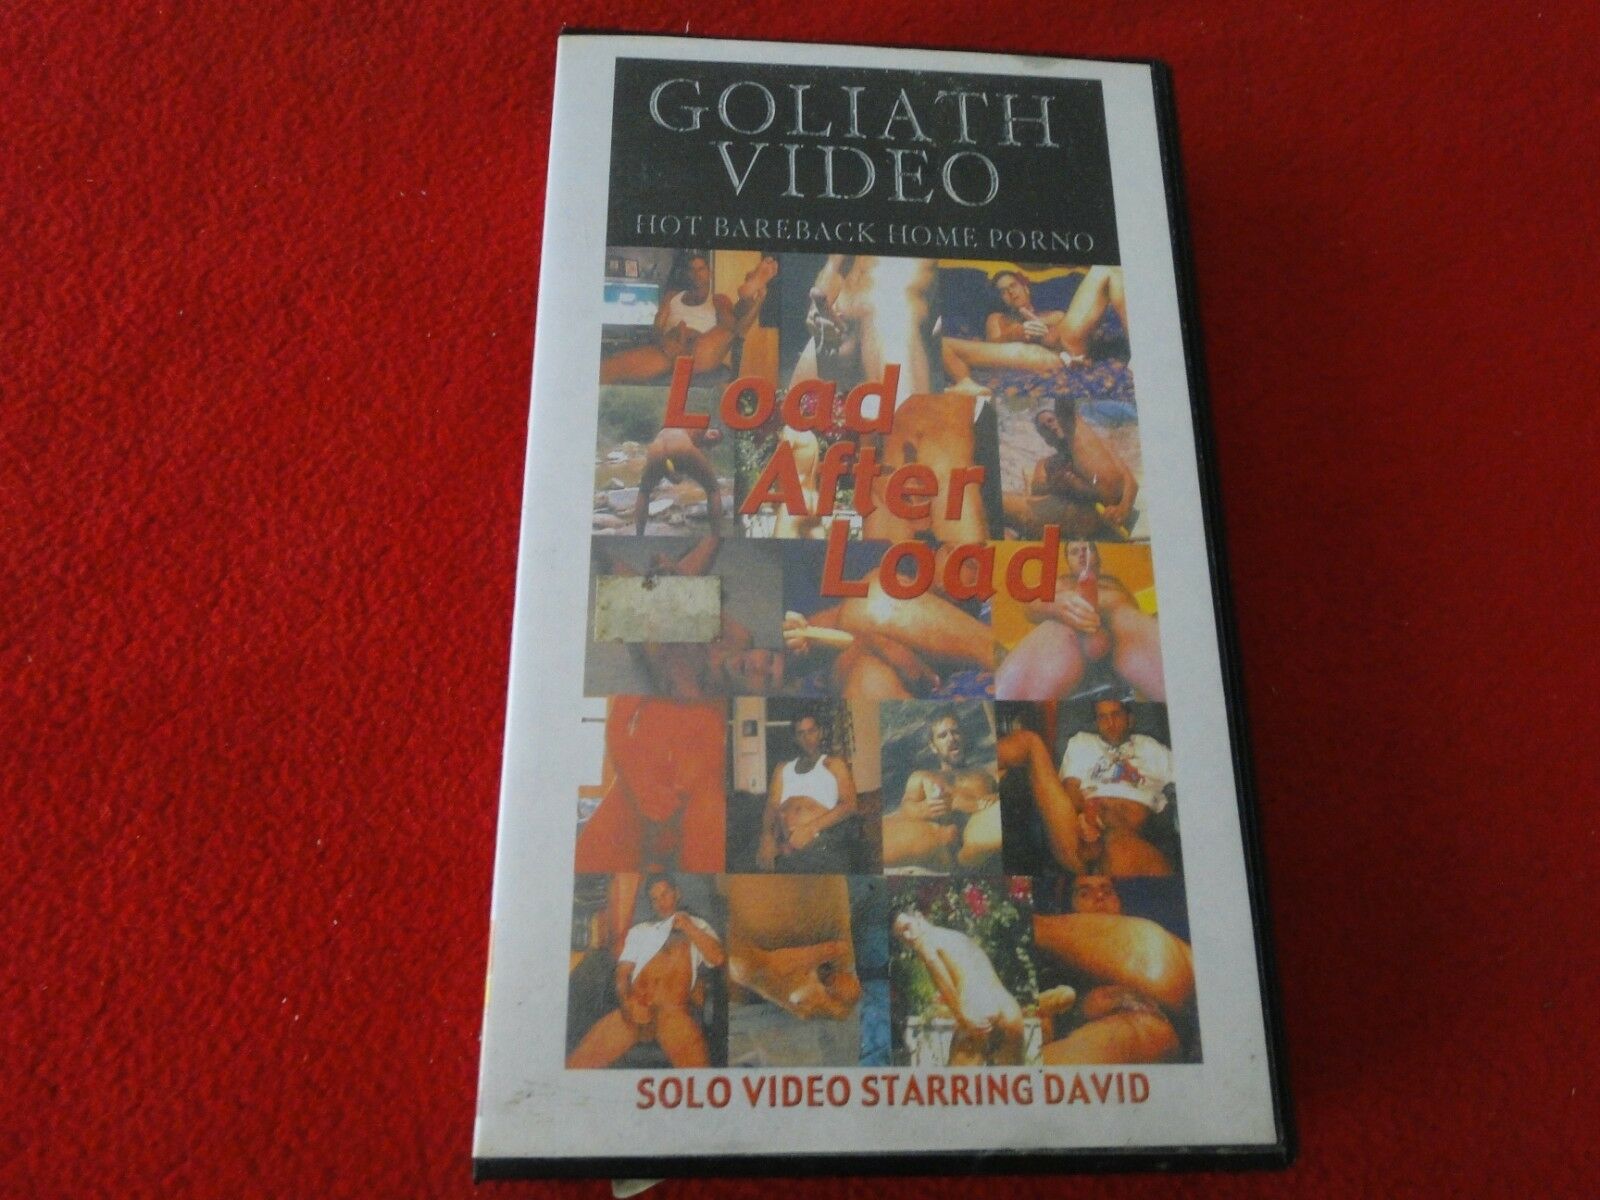 GOLIATH
VIDEO
HOT BAREBACK HOME PORNO
Load
After
Load
SOLO VIDEO STARRING DAVID